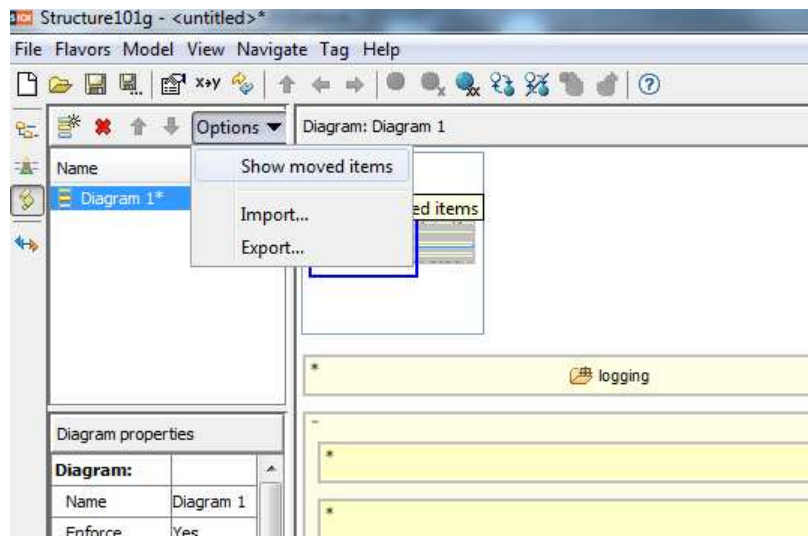 S101 Structure101g - <untitled>*
File Flavors Model View Navigate Tag Help
x→y
Options
Diagram: Diagram 1
Name
Diagram 1*
Show moved items
Import...
Export...
ed items
* logging
Diagram properties
-
*
Diagram:
Name Diagram 1
*
Enforce Yes